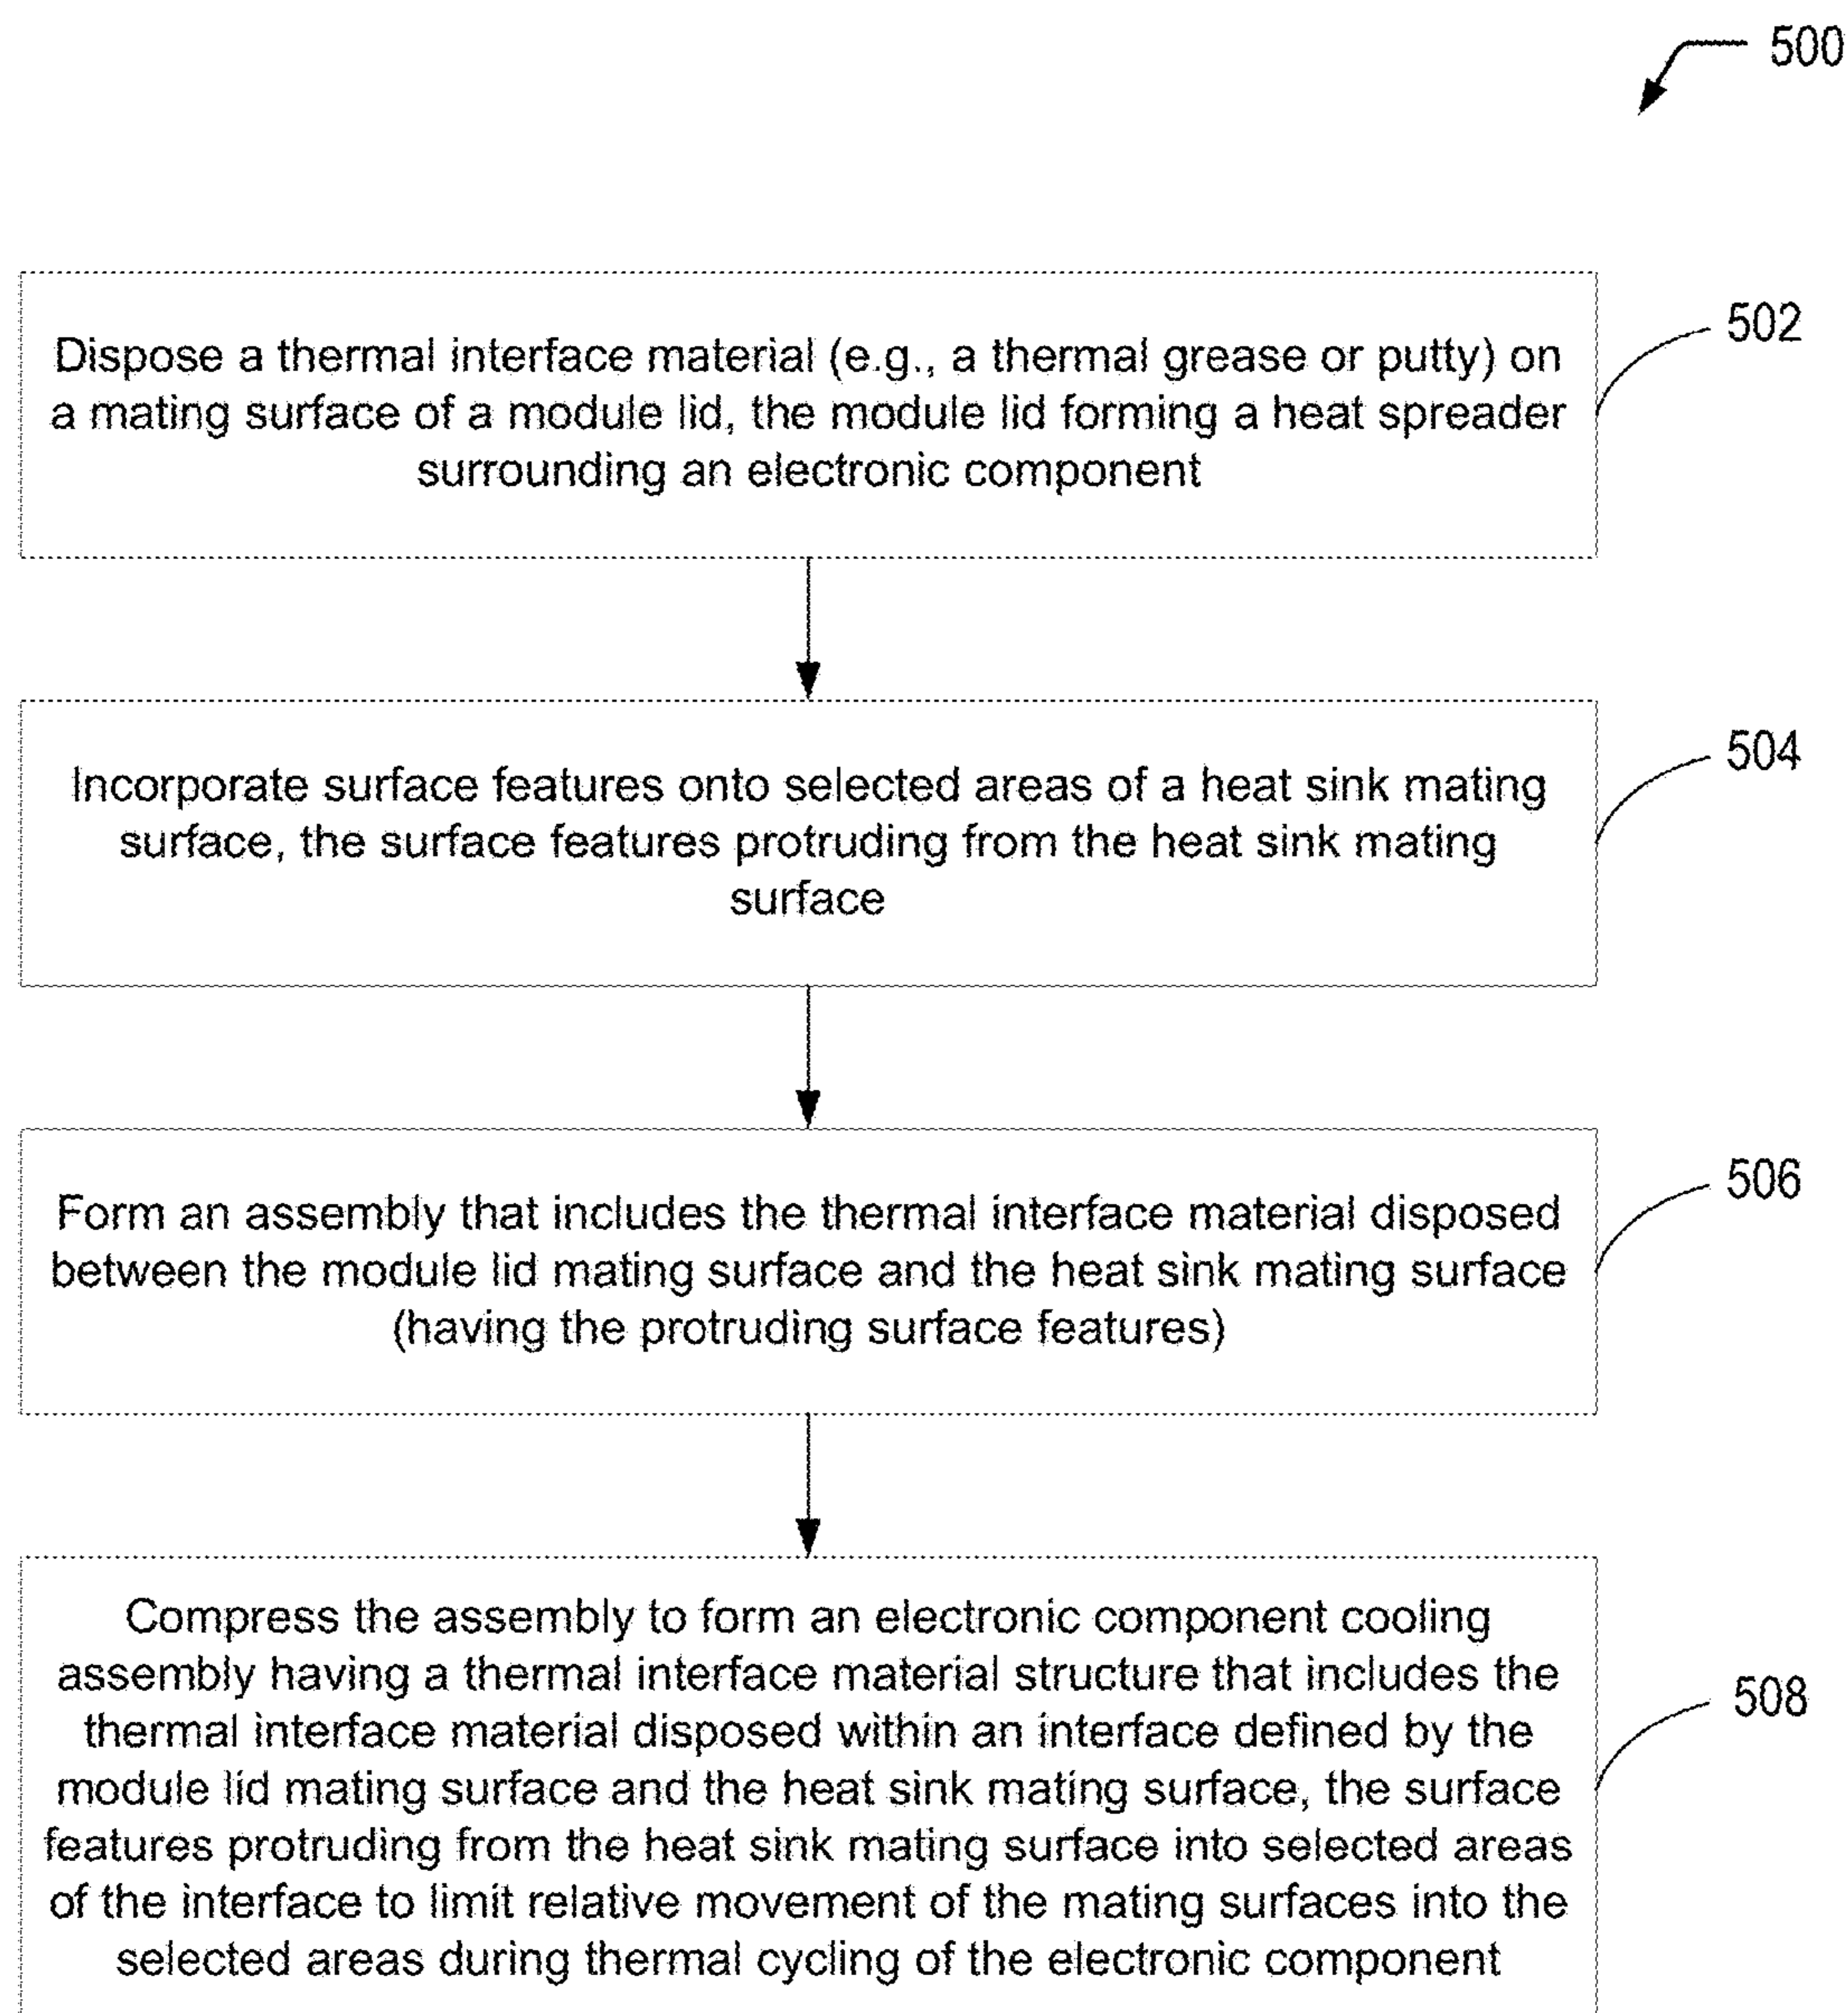 500
Dispose a thermal interface material (e.g., a thermal grease or putty) on
a mating surface of a module lid, the module lid forming a heat spreader
surrounding an electronic component
502
Incorporate surface features onto selected areas of a heat sink mating
surface, the surface features protruding from the heat sink mating
surface
504
Form an assembly that includes the thermal interface material disposed
between the module lid mating surface and the heat sink mating surface
(having the protruding surface features)
506
Compress the assembly to form an electronic component cooling
assembly having a thermal interface material structure that includes the
thermal interface material disposed within an interface defined by the
module lid mating surface and the heat sink mating surface, the surface
features protruding from the heat sink mating surface into selected areas
of the interface to limit relative movement of the mating surfaces into the
selected areas during thermal cycling of the electronic component
508